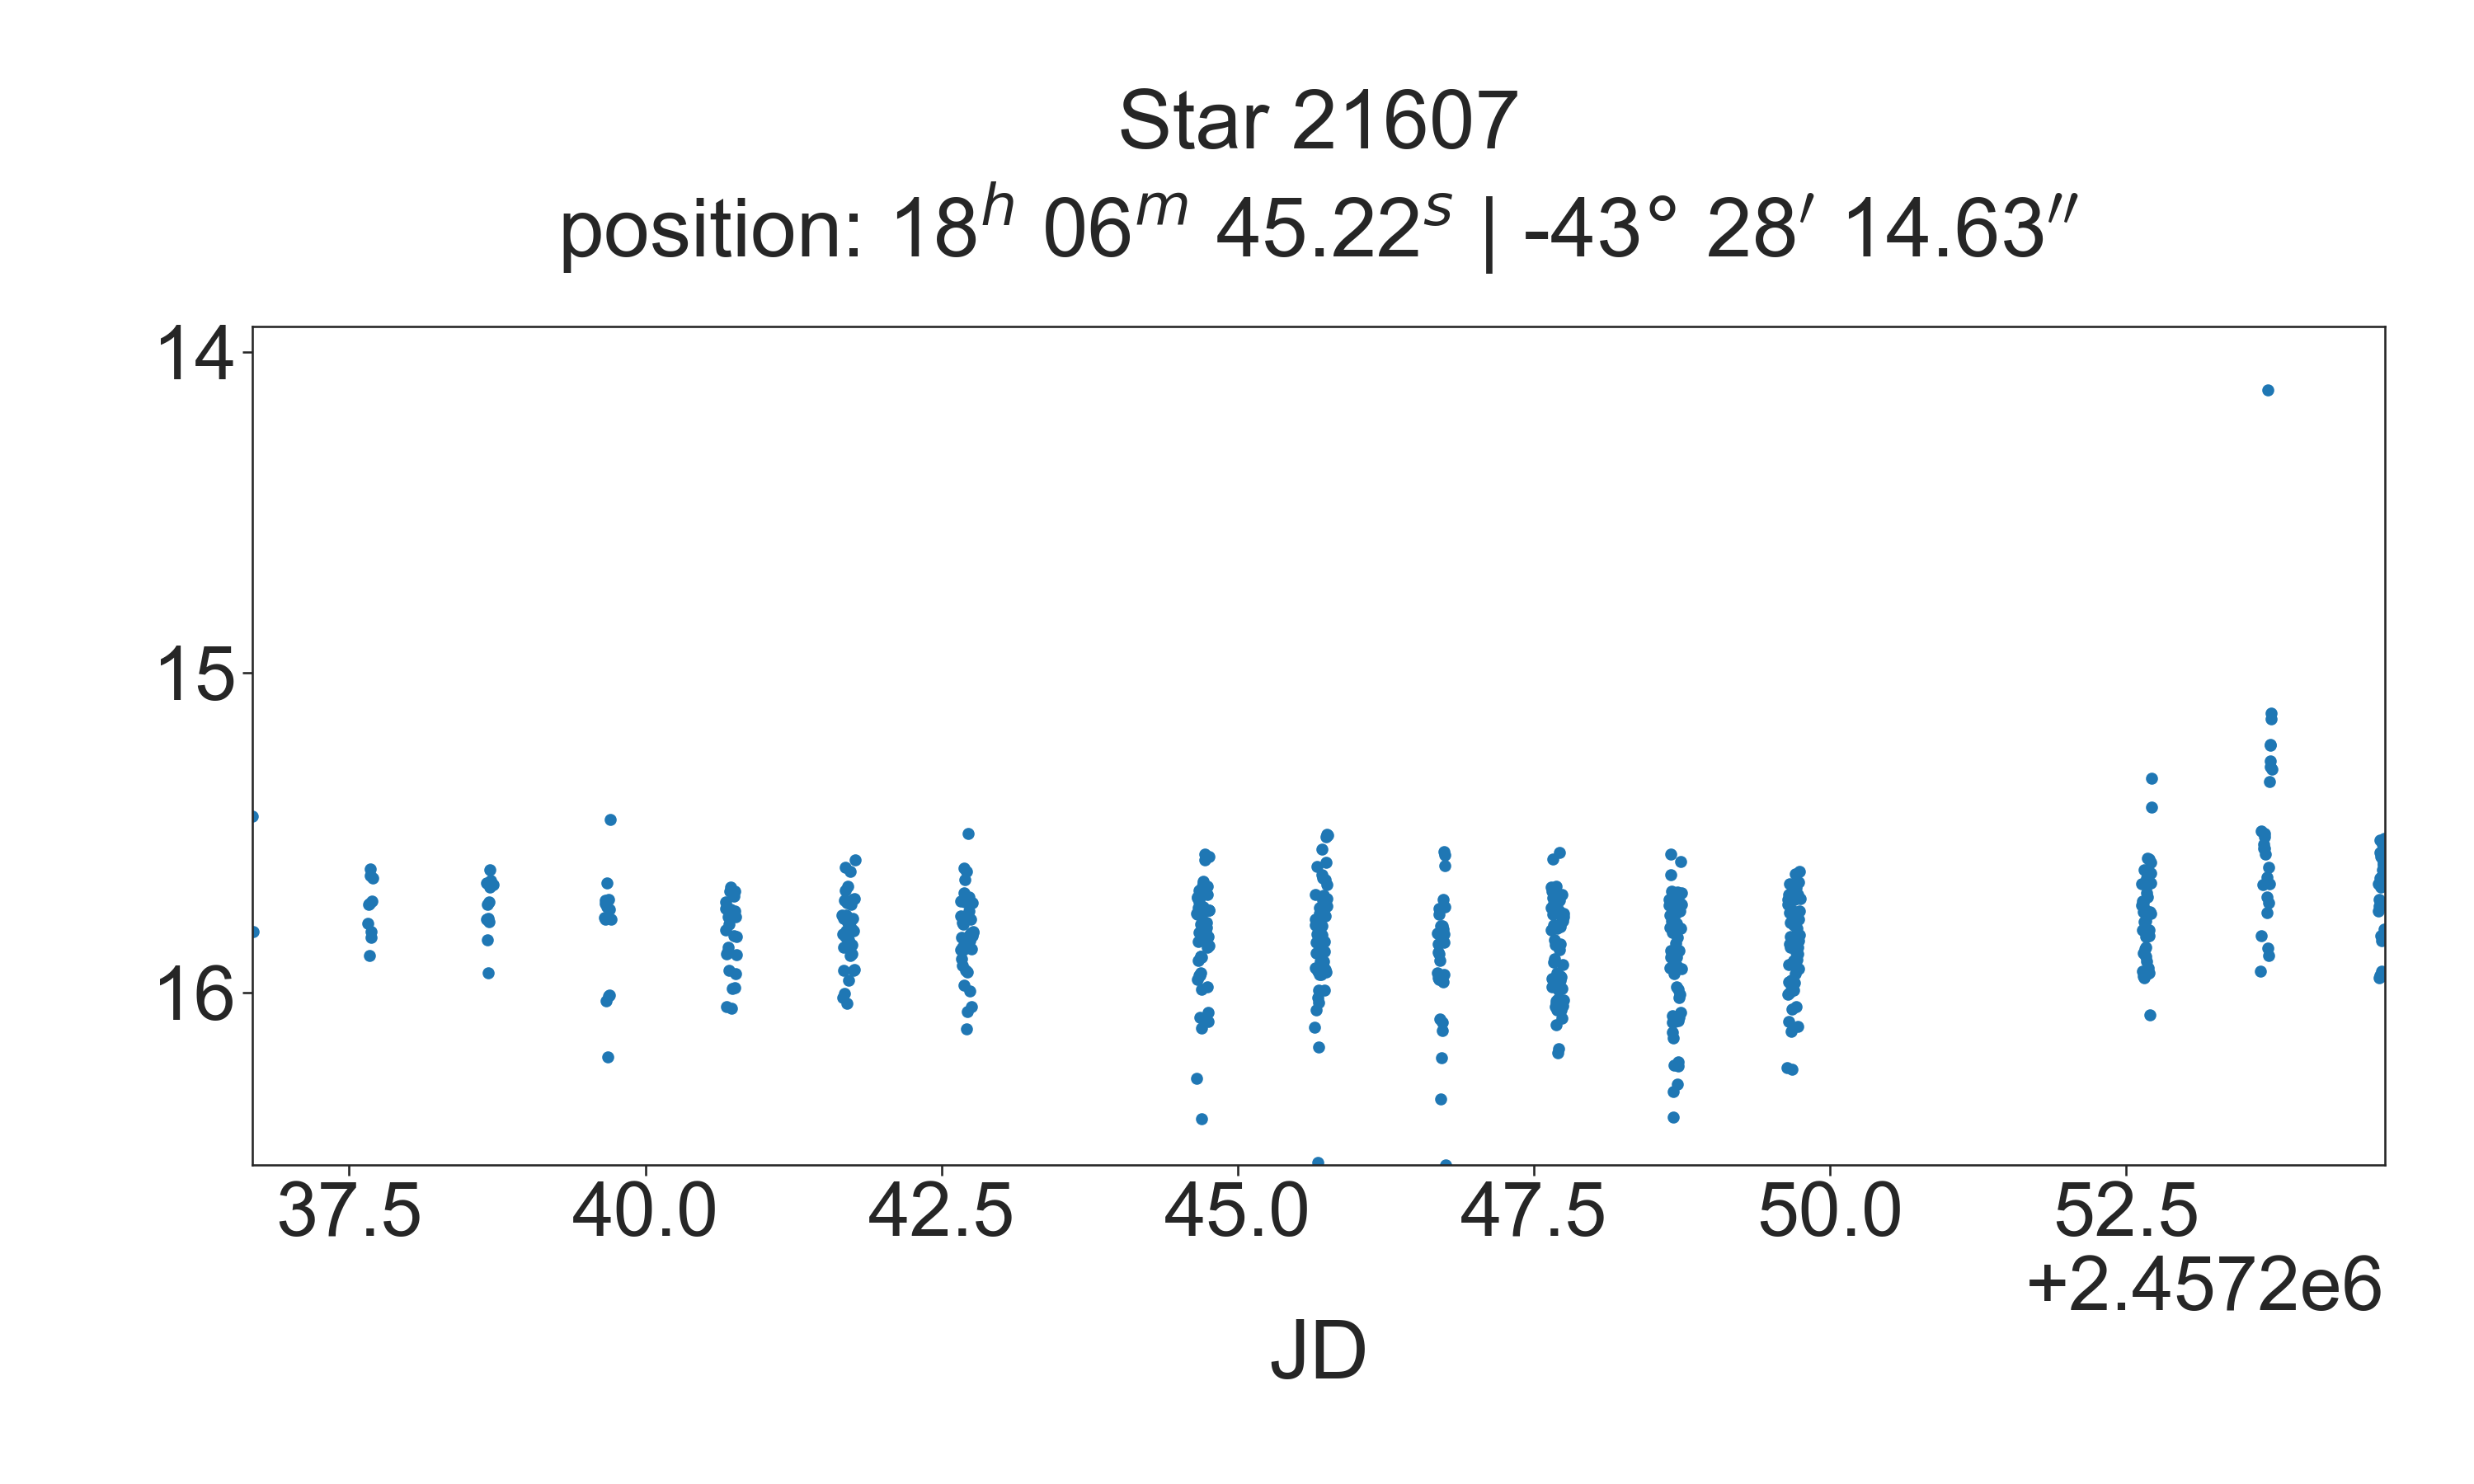 Star 21607
position: 18ʰ 06ᵐ 45.22ˢ | -43° 28′ 14.63″
14
15
16
37.5 40.0 42.5 45.0 47.5 50.0 52.5
+2.4572e6
JD